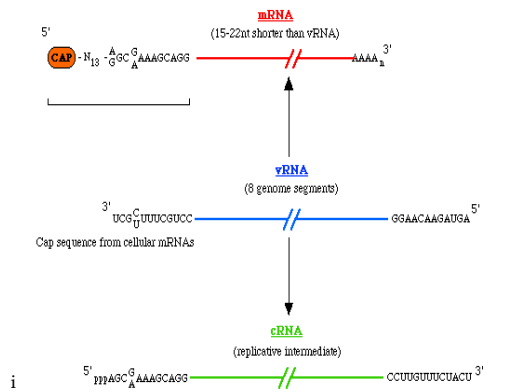 mRNA
(15-22nt shorter than vRNA)
5'
CAP - N13 - A/G GC G/A AAAGCAGG AAAAn 3'
vRNA
(8 genome segments)
3' UCG C/U UUUCGUCC GGAACAAGAUGA 5'
Cap sequence from cellular mRNAs
cRNA
(replicative intermediate)
i 5' pppAGC G/A AAAGCAGG CCUUGUUUCUACU 3'